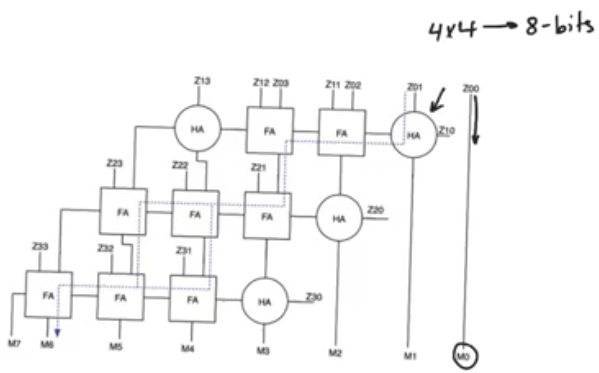 4x4 → 8-bits
Z13 Z12 Z03 Z11 Z02 Z01 Z00
HA FA FA HA Z10
Z23 Z22 Z21
FA FA FA HA Z20
Z33 Z32 Z31
FA FA FA HA Z30
M7 M6 M5 M4 M3 M2 M1 M0